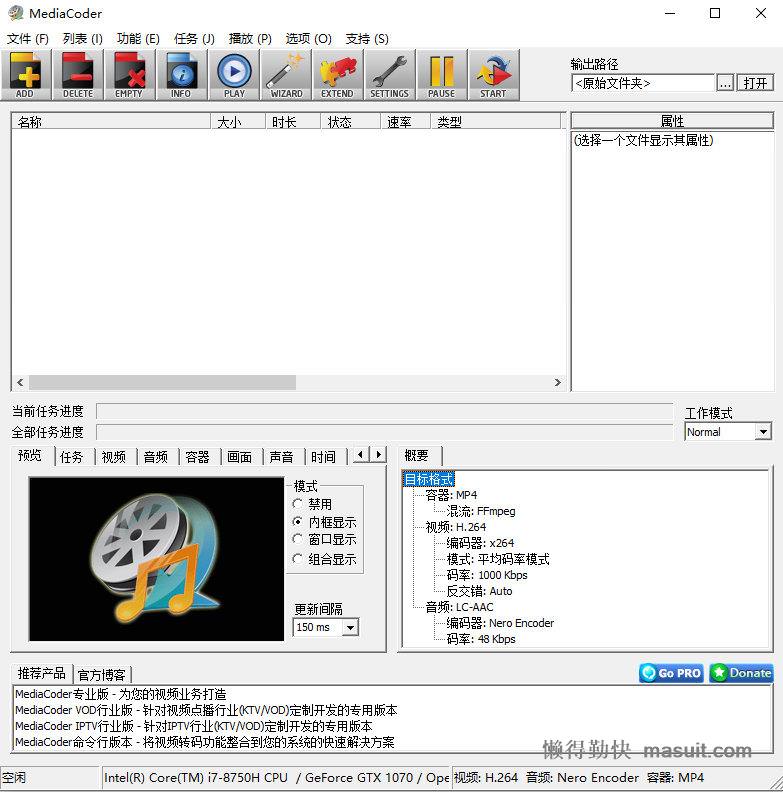 MediaCoder
文件 (F) 列表 (I) 功能 (E) 任务 (J) 播放 (P) 选项 (O) 支持 (S)
ADD DELETE EMPTY INFO PLAY WIZARD EXTEND SETTINGS PAUSE START
输出路径
<原始文件夹> ... 打开
名称 大小 时长 状态 速率 类型
属性
(选择一个文件显示其属性)
当前任务进度
全部任务进度
工作模式
Normal
预览 任务 视频 音频 容器 画面 声音 时间
模式
禁用
内框显示
窗口显示
组合显示
更新间隔
150 ms
概要
目标格式
容器: MP4
混流: FFmpeg
视频: H.264
编码器: x264
模式: 平均码率模式
码率: 1000 Kbps
反交错: Auto
音频: LC-AAC
编码器: Nero Encoder
码率: 48 Kbps
推荐产品 官方博客
Go PRO Donate
MediaCoder专业版 - 为您的视频业务打造
MediaCoder VOD行业版 - 针对视频点播行业(KTV/VOD)定制开发的专用版本
MediaCoder IPTV行业版 - 针对IPTV行业(KTV/VOD)定制开发的专用版本
MediaCoder命令行版本 - 将视频转码功能整合到您的系统的快速解决方案
懒得勤快 masuit.com
空闲 Intel(R) Core(TM) i7-8750H CPU / GeForce GTX 1070 / Ope 视频: H.264 音频: Nero Encoder 容器: MP4